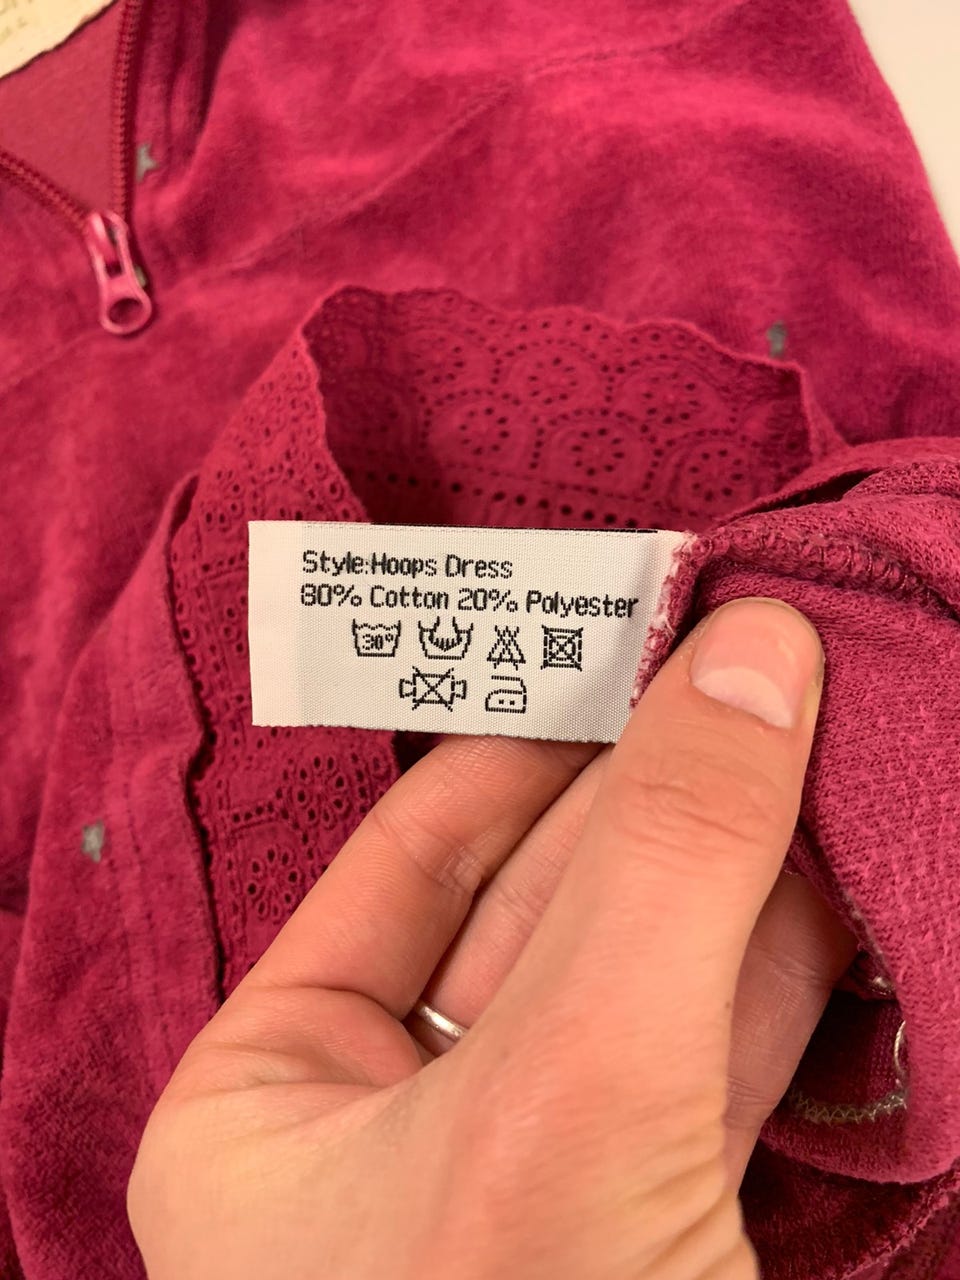 Style:Hoops Dress
80% Cotton 20% Polyester
30°